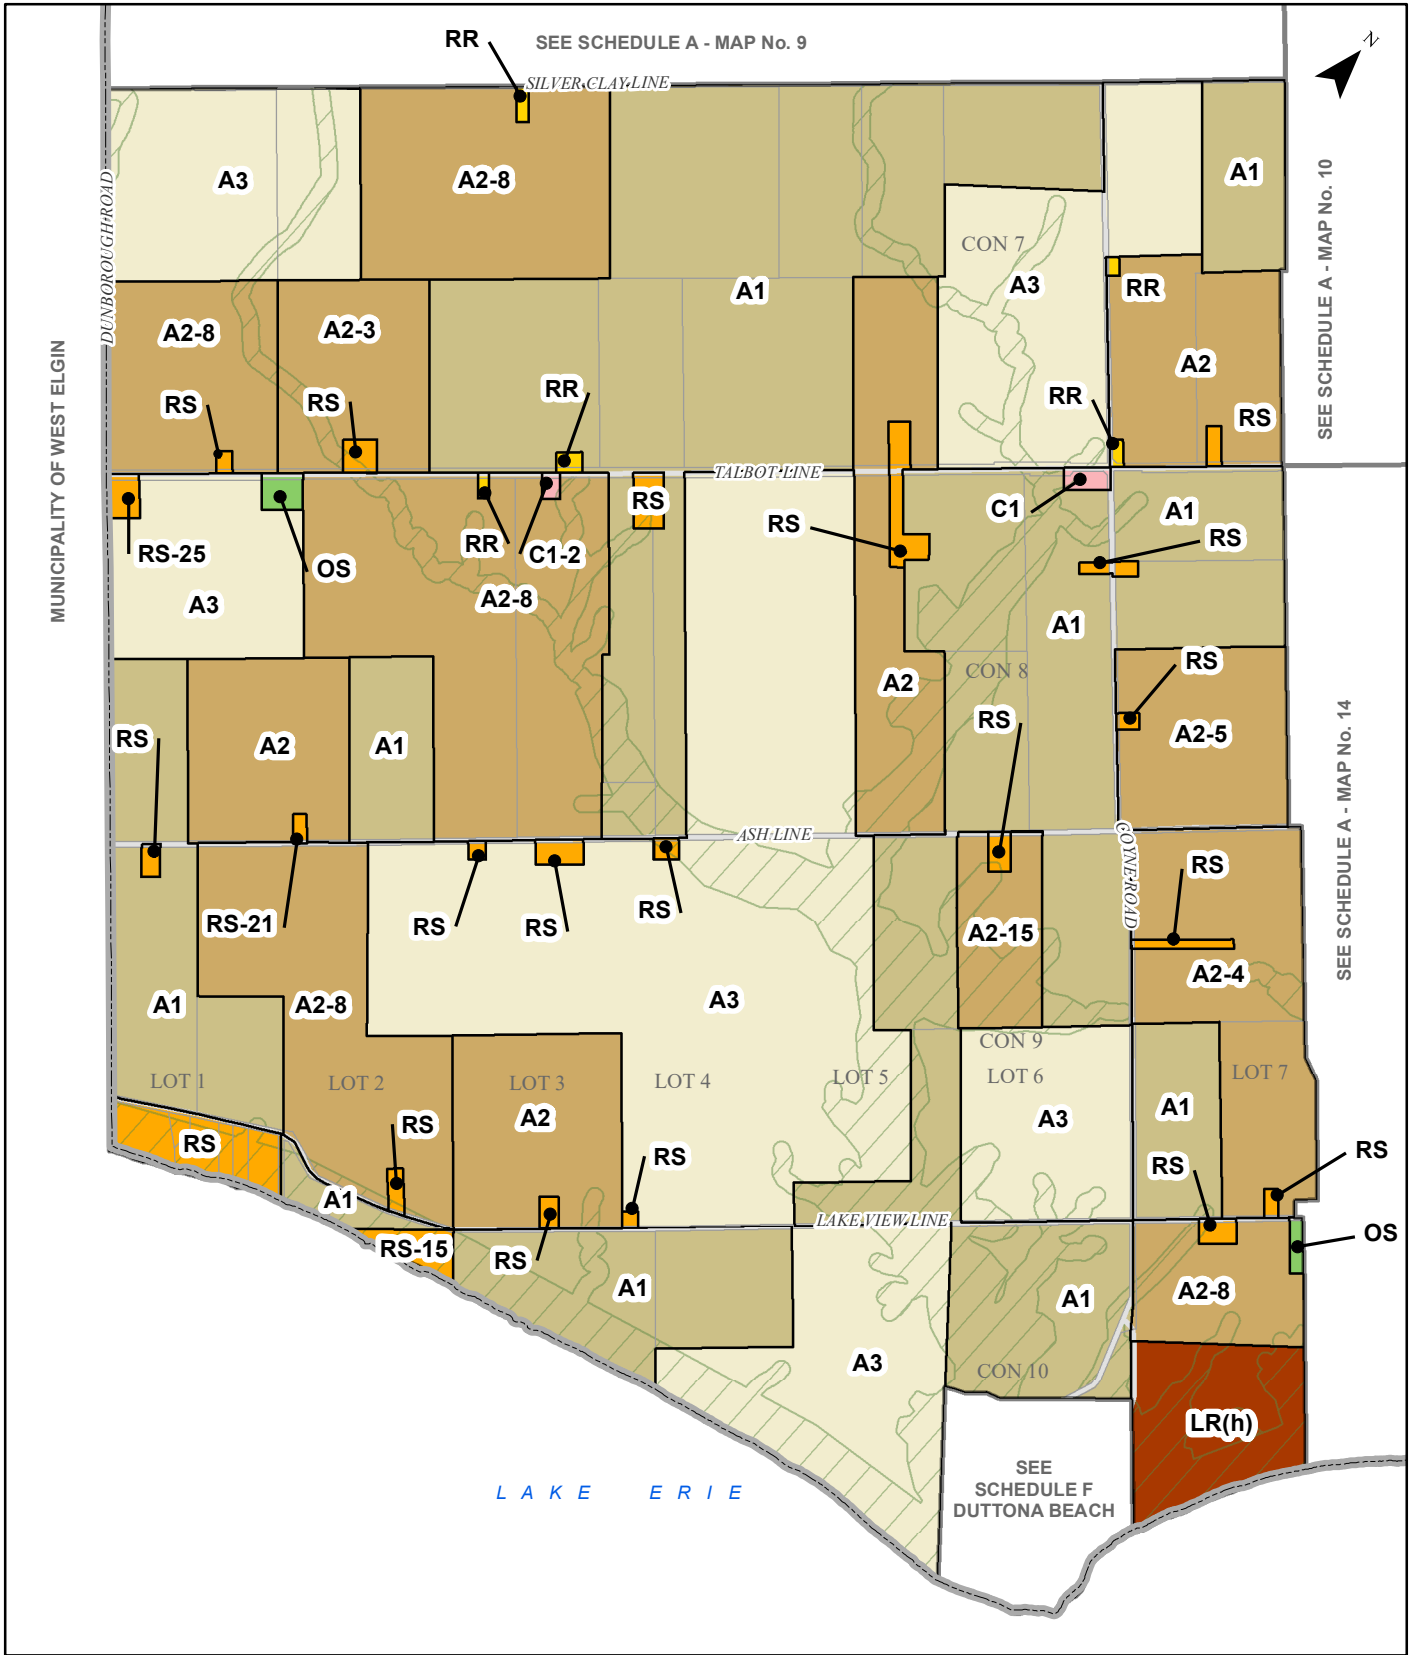 RR
SEE SCHEDULE A - MAP No. 9
N
SILVER CLAY LINE
A3
A2-8
A1
DUNBOROUGH ROAD
SEE SCHEDULE A - MAP No. 10
CON 7
A3
A1
RR
A2-8
A2-3
A2
MUNICIPALITY OF WEST ELGIN
RS
RS
RR
RR
RS
TALBOT LINE
RS
C1
A1
RS
RS
RS-25
OS
RR
C1-2
A3
A2-8
A1
CON 8
RS
A2
RS
A2-5
RS
A2
A1
SEE SCHEDULE A - MAP No. 14
ASH LINE
COYNE ROAD
RS
RS-21
RS
RS
RS
A2-15
A2-4
A1
A2-8
A3
CON 9
LOT 1
LOT 2
LOT 3
LOT 4
LOT 5
LOT 6
LOT 7
A2
A3
A1
RS
RS
RS
RS
RS
A1
LAKE VIEW LINE
RS-15
RS
OS
A1
A1
A2-8
A3
CON 10
LR(h)
SEE
SCHEDULE F
DUTTONA BEACH
LAKE ERIE